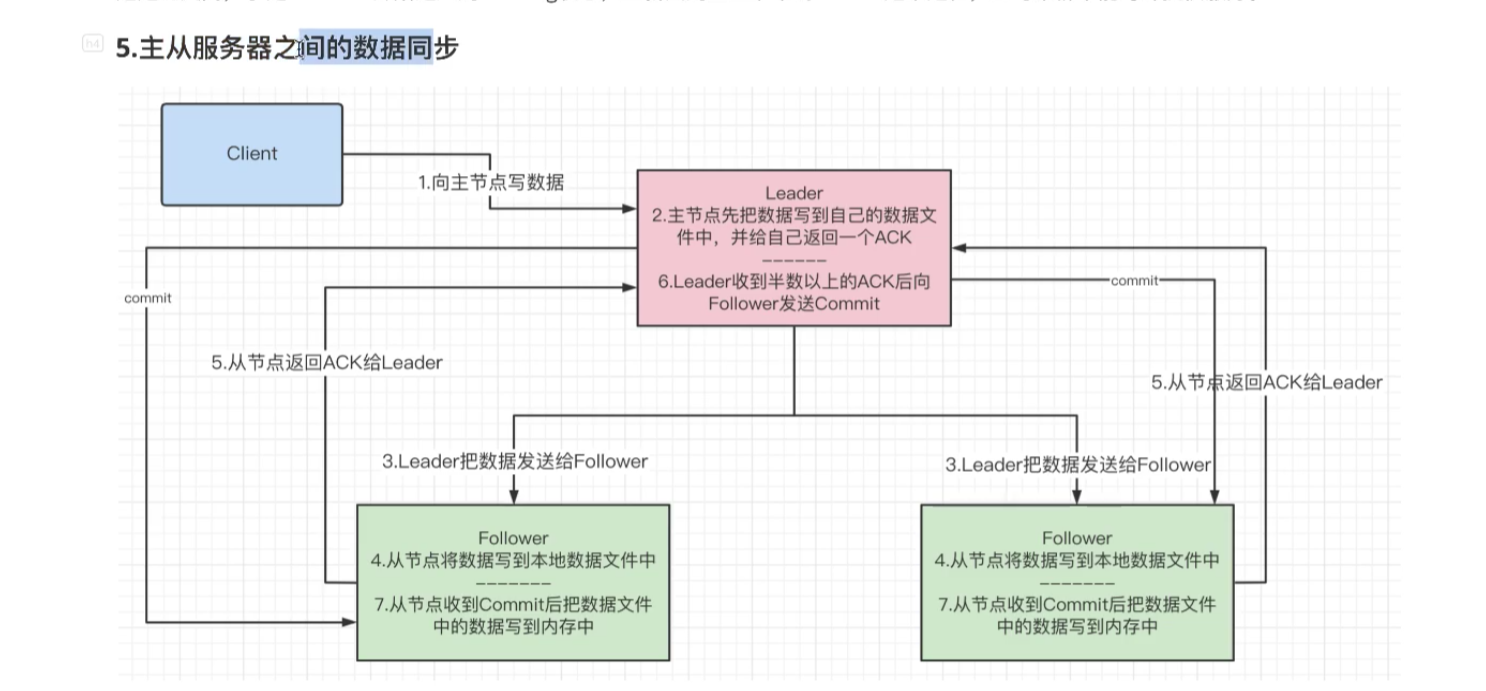 h4
5.主从服务器之间的数据同步
Client
1.向主节点写数据
Leader
2.主节点先把数据写到自己的数据文
件中，并给自己返回一个ACK
------
6.Leader收到半数以上的ACK后向
Follower发送Commit
commit
commit
5.从节点返回ACK给Leader
5.从节点返回ACK给Leader
3.Leader把数据发送给Follower
3.Leader把数据发送给Follower
Follower
4.从节点将数据写到本地数据文件中
-------
7.从节点收到Commit后把数据文件
中的数据写到内存中
Follower
4.从节点将数据写到本地数据文件中
-------
7.从节点收到Commit后把数据文件
中的数据写到内存中